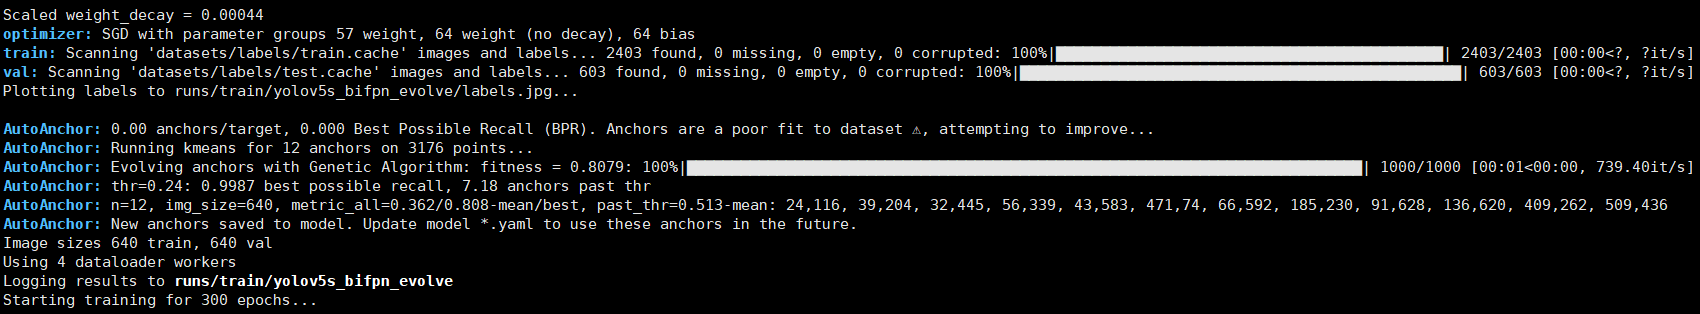 Scaled weight_decay = 0.00044
optimizer: SGD with parameter groups 57 weight, 64 weight (no decay), 64 bias
train: Scanning 'datasets/labels/train.cache' images and labels... 2403 found, 0 missing, 0 empty, 0 corrupted: 100%|██████████| 2403/2403 [00:00<?, ?it/s]
val: Scanning 'datasets/labels/test.cache' images and labels... 603 found, 0 missing, 0 empty, 0 corrupted: 100%|██████████| 603/603 [00:00<?, ?it/s]
Plotting labels to runs/train/yolov5s_bifpn_evolve/labels.jpg...
AutoAnchor: 0.00 anchors/target, 0.000 Best Possible Recall (BPR). Anchors are a poor fit to dataset ⚠, attempting to improve...
AutoAnchor: Running kmeans for 12 anchors on 3176 points...
AutoAnchor: Evolving anchors with Genetic Algorithm: fitness = 0.8079: 100%|██████████| 1000/1000 [00:01<00:00, 739.40it/s]
AutoAnchor: thr=0.24: 0.9987 best possible recall, 7.18 anchors past thr
AutoAnchor: n=12, img_size=640, metric_all=0.362/0.808-mean/best, past_thr=0.513-mean: 24,116, 39,204, 32,445, 56,339, 43,583, 471,74, 66,592, 185,230, 91,628, 136,620, 409,262, 509,436
AutoAnchor: New anchors saved to model. Update model *.yaml to use these anchors in the future.
Image sizes 640 train, 640 val
Using 4 dataloader workers
Logging results to runs/train/yolov5s_bifpn_evolve
Starting training for 300 epochs...